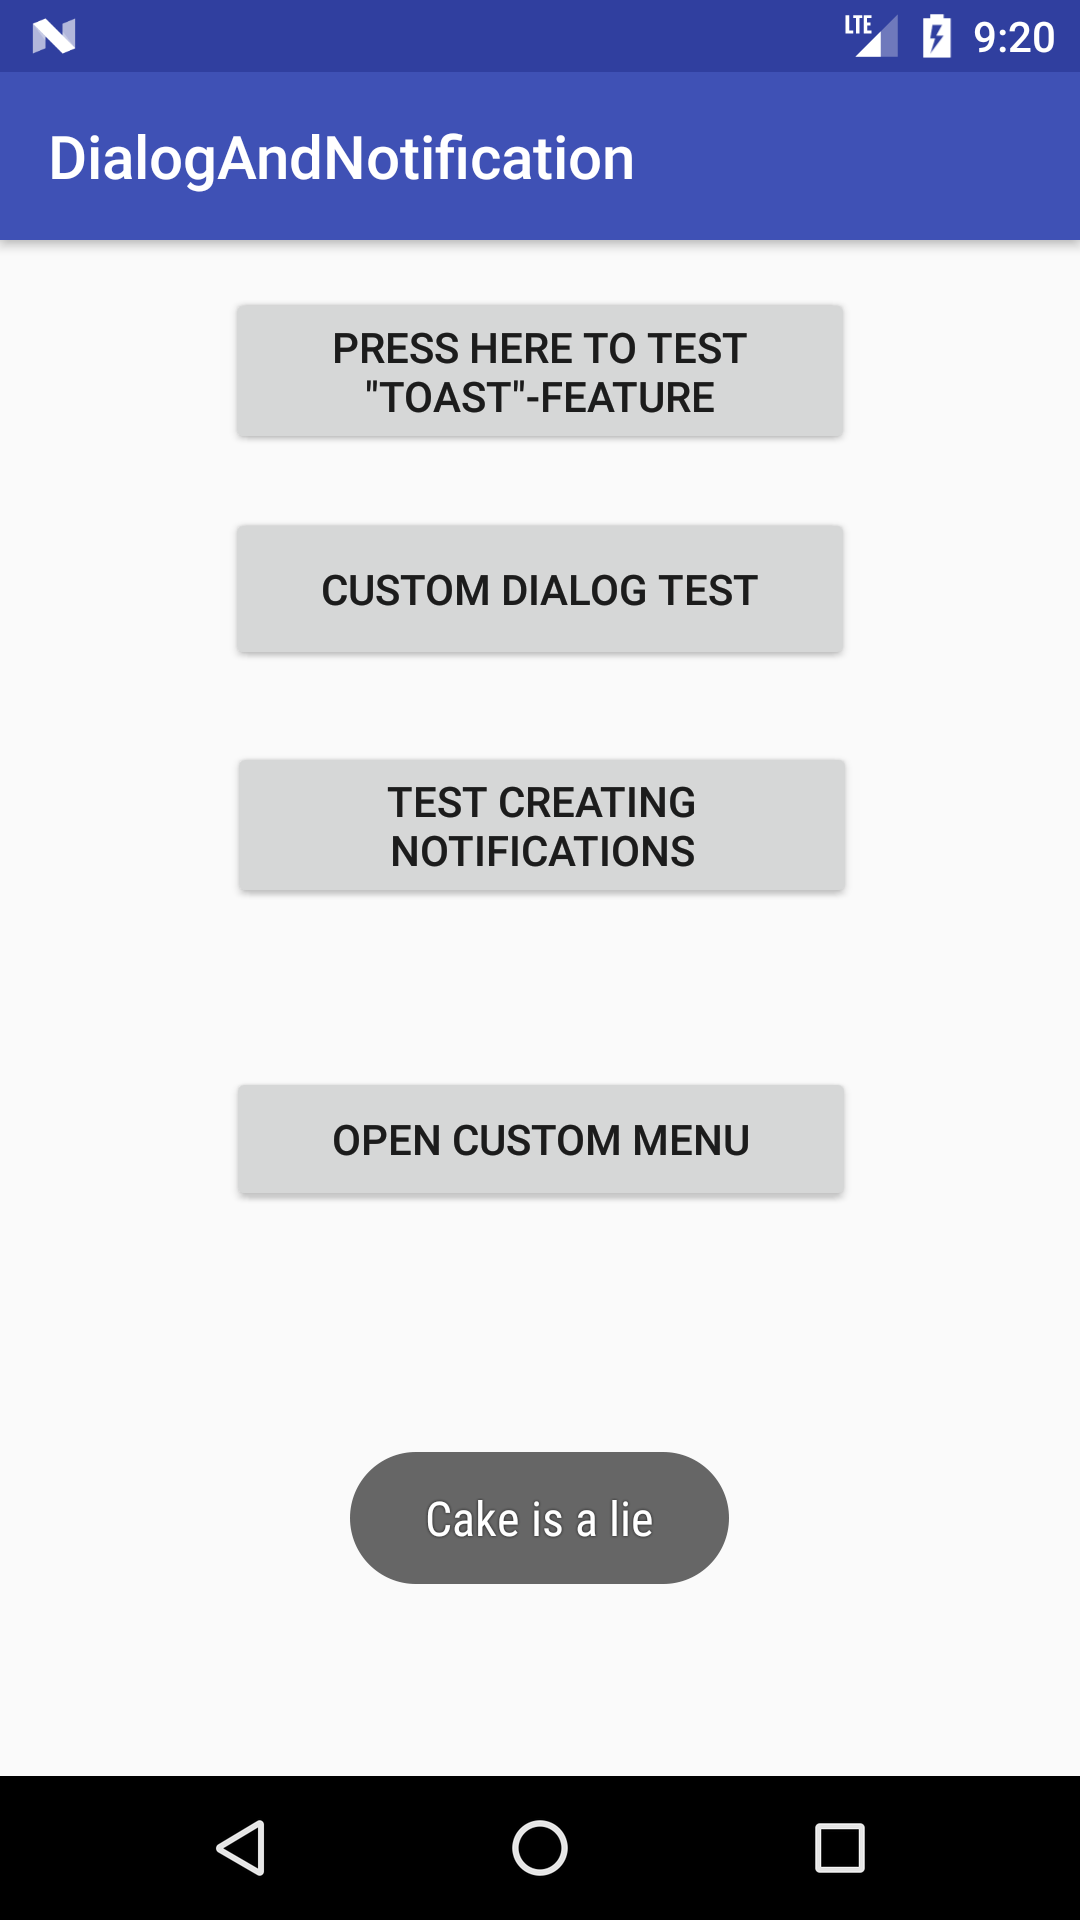 LTE 9:20
DialogAndNotification
PRESS HERE TO TEST
"TOAST"-FEATURE
CUSTOM DIALOG TEST
TEST CREATING
NOTIFICATIONS
OPEN CUSTOM MENU
Cake is a lie